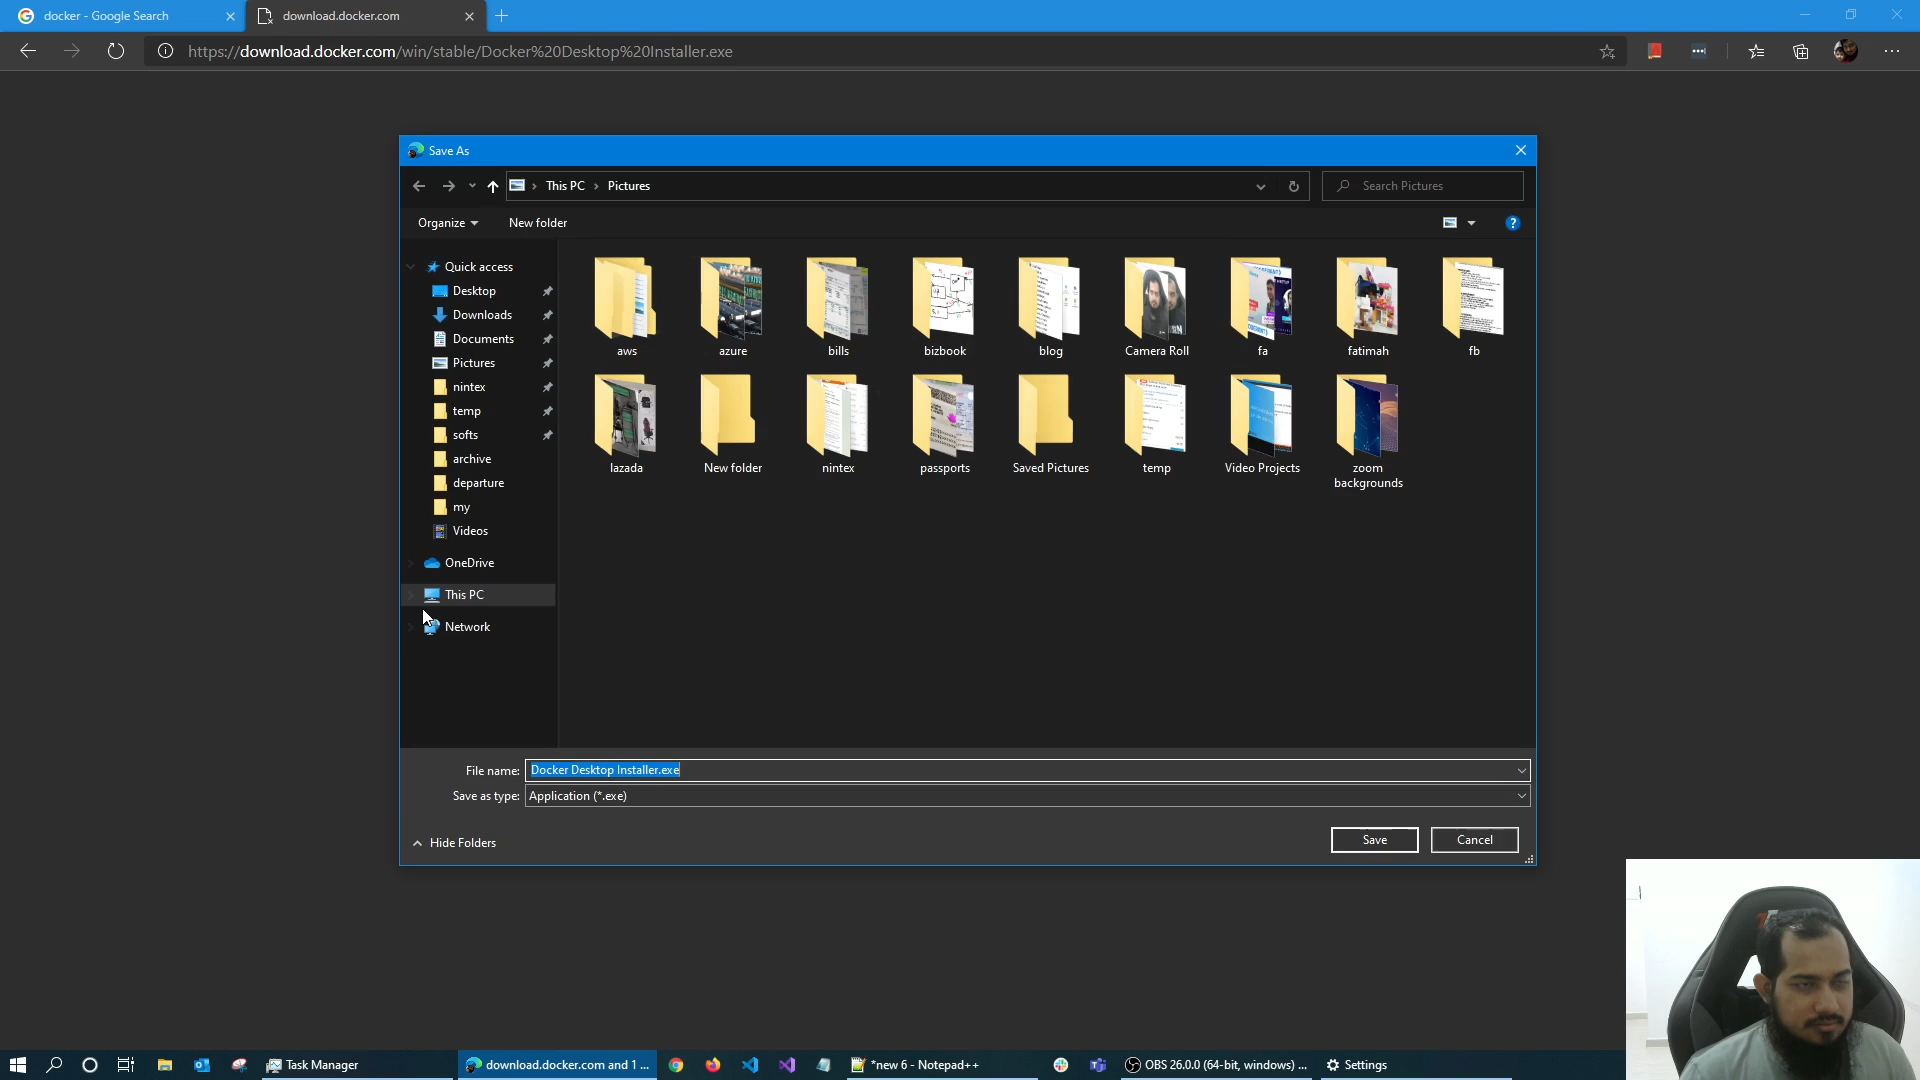 docker - Google Search
download.docker.com
https://download.docker.com/win/stable/Docker%20Desktop%20Installer.exe
Save As
This PC > Pictures
Search Pictures
Organize
New folder
Quick access
Desktop
Downloads
Documents
Pictures
nintex
temp
softs
archive
departure
my
Videos
OneDrive
This PC
Network
aws
azure
bills
bizbook
blog
Camera Roll
fa
fatimah
fb
lazada
New folder
nintex
passports
Saved Pictures
temp
Video Projects
zoom
backgrounds
File name: Docker Desktop Installer.exe
Save as type: Application (*.exe)
Hide Folders
Save
Cancel
Task Manager
download.docker.com and 1 ...
*new 6 - Notepad++
OBS 26.0.0 (64-bit, windows) ...
Settings